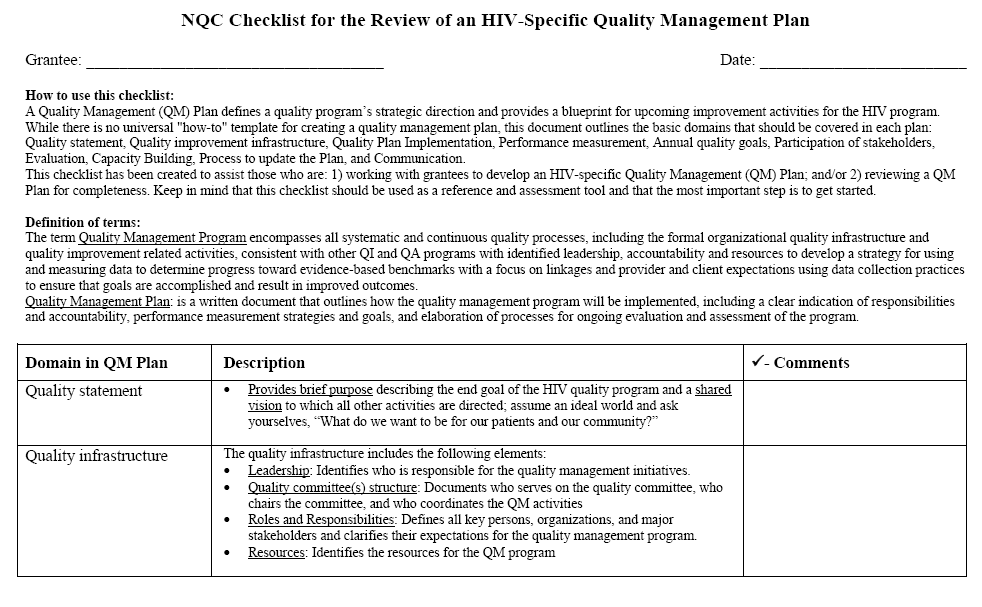 NQC Checklist for the Review of an HIV-Specific Quality Management Plan
Grantee: ___________________________________ Date: _________________________
How to use this checklist:
A Quality Management (QM) Plan defines a quality program's strategic direction and provides a blueprint for upcoming improvement activities for the HIV program.
While there is no universal "how-to" template for creating a quality management plan, this document outlines the basic domains that should be covered in each plan:
Quality statement, Quality improvement infrastructure, Quality Plan Implementation, Performance measurement, Annual quality goals, Participation of stakeholders,
Evaluation, Capacity Building, Process to update the Plan, and Communication.
This checklist has been created to assist those who are: 1) working with grantees to develop an HIV-specific Quality Management (QM) Plan; and/or 2) reviewing a QM
Plan for completeness. Keep in mind that this checklist should be used as a reference and assessment tool and that the most important step is to get started.
Definition of terms:
The term Quality Management Program encompasses all systematic and continuous quality processes, including the formal organizational quality infrastructure and
quality improvement related activities, consistent with other QI and QA programs with identified leadership, accountability and resources to develop a strategy for using
and measuring data to determine progress toward evidence-based benchmarks with a focus on linkages and provider and client expectations using data collection practices
to ensure that goals are accomplished and result in improved outcomes.
Quality Management Plan: is a written document that outlines how the quality management program will be implemented, including a clear indication of responsibilities
and accountability, performance measurement strategies and goals, and elaboration of processes for ongoing evaluation and assessment of the program.
Domain in QM Plan Description ✓- Comments
Quality statement
• Provides brief purpose describing the end goal of the HIV quality program and a shared
vision to which all other activities are directed; assume an ideal world and ask
yourselves, "What do we want to be for our patients and our community?"
Quality infrastructure
The quality infrastructure includes the following elements:
• Leadership: Identifies who is responsible for the quality management initiatives.
• Quality committee(s) structure: Documents who serves on the quality committee, who
chairs the committee, and who coordinates the QM activities
• Roles and Responsibilities: Defines all key persons, organizations, and major
stakeholders and clarifies their expectations for the quality management program.
• Resources: Identifies the resources for the QM program